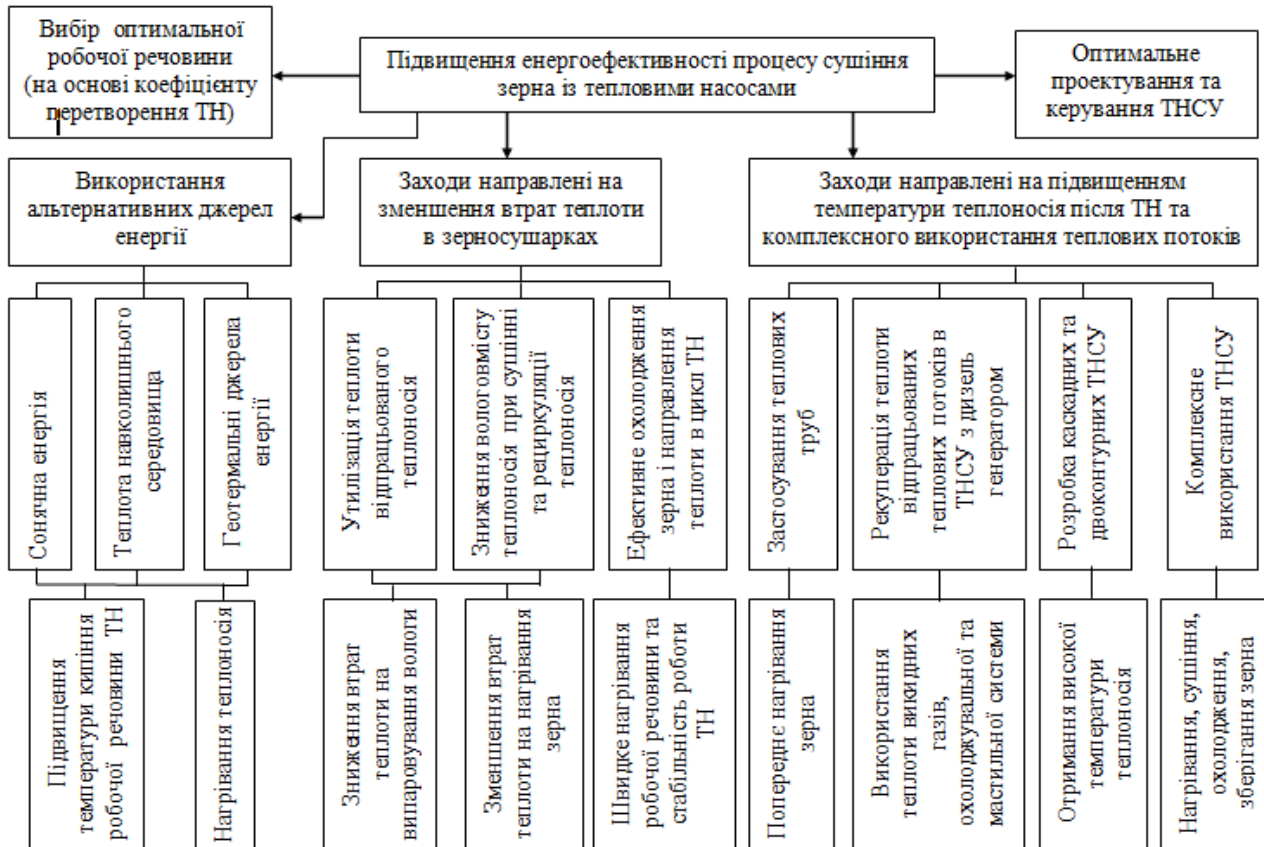 Вибір оптимальної
робочої речовини
(на основі коефіцієнту
перетворення ТН)
Підвищення енергоефективності процесу сушіння
зерна із тепловими насосами
Оптимальне
проектування та
керування ТНСУ
Використання
альтернативних джерел
енергії
Заходи направлені на
зменшення втрат теплоти
в зерносушарках
Заходи направлені на підвищенням
температури теплоносія після ТН та
комплексного використання теплових потоків
Сонячна енергія
Теплота навколишнього
середовища
Геотермальні джерела
енергії
Утилізація теплоти
відпрацьованого
теплоносія
Зниження вологовмісту
теплоносія при сушінні
та рециркуляції
теплоносія
Ефективне охолодження
зерна і направлення
теплоти в цикл ТН
Застосування теплових
труб
Рекуперація теплоти
відпрацьованих
теплових потоків в
ТНСУ з дизель
генератором
Розробка каскадних та
двоконтурних ТНСУ
Комплексне
використання ТНСУ
Підвищення
температури кипіння
робочої речовини ТН
Нагрівання теплоносія
Зниження втрат
теплоти на
випаровування вологи
Зменшення втрат
теплоти на нагрівання
зерна
Швидке нагрівання
робочої речовини та
стабільність роботи
ТН
Попереднє нагрівання
зерна
Використання
теплоти викидних
газів,
охолоджувальної та
мастильної системи
Отримання високої
температури
теплоносія
Нагрівання, сушіння,
охолодження,
зберігання зерна